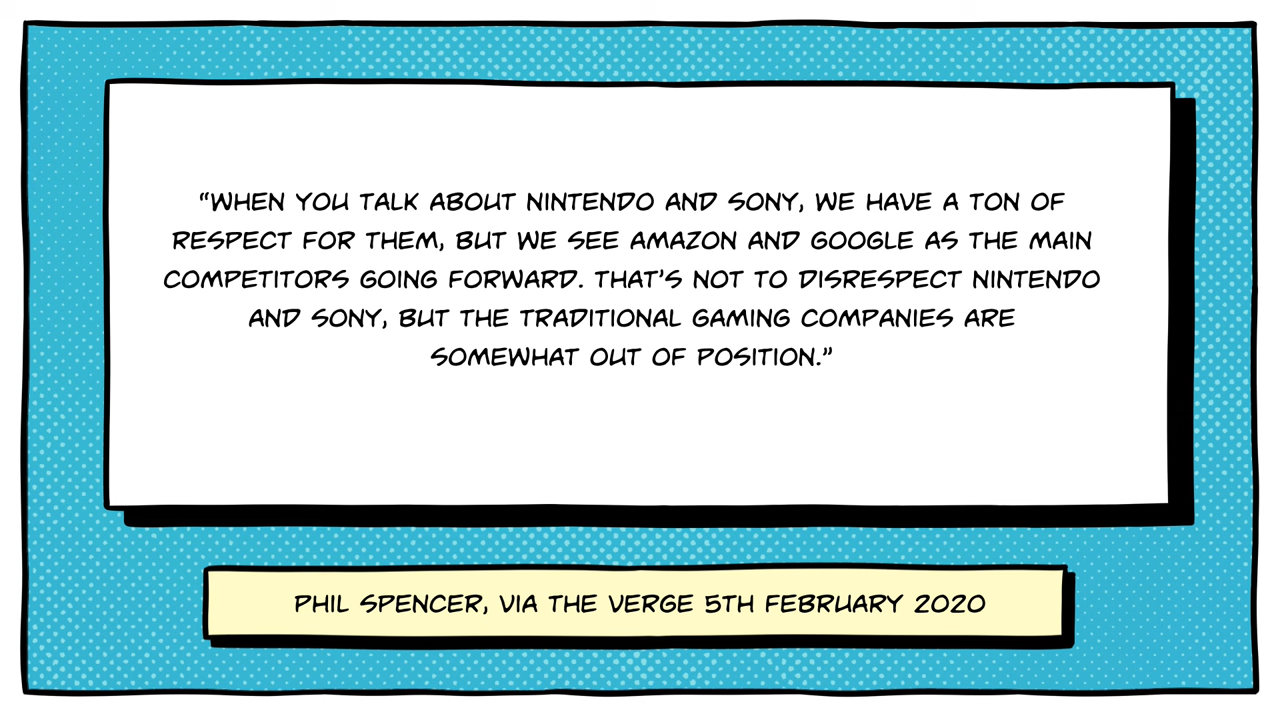 “WHEN YOU TALK ABOUT NINTENDO AND SONY, WE HAVE A TON OF
RESPECT FOR THEM, BUT WE SEE AMAZON AND GOOGLE AS THE MAIN
COMPETITORS GOING FORWARD. THAT'S NOT TO DISRESPECT NINTENDO
AND SONY, BUT THE TRADITIONAL GAMING COMPANIES ARE
SOMEWHAT OUT OF POSITION.”
PHIL SPENCER, VIA THE VERGE 5TH FEBRUARY 2020